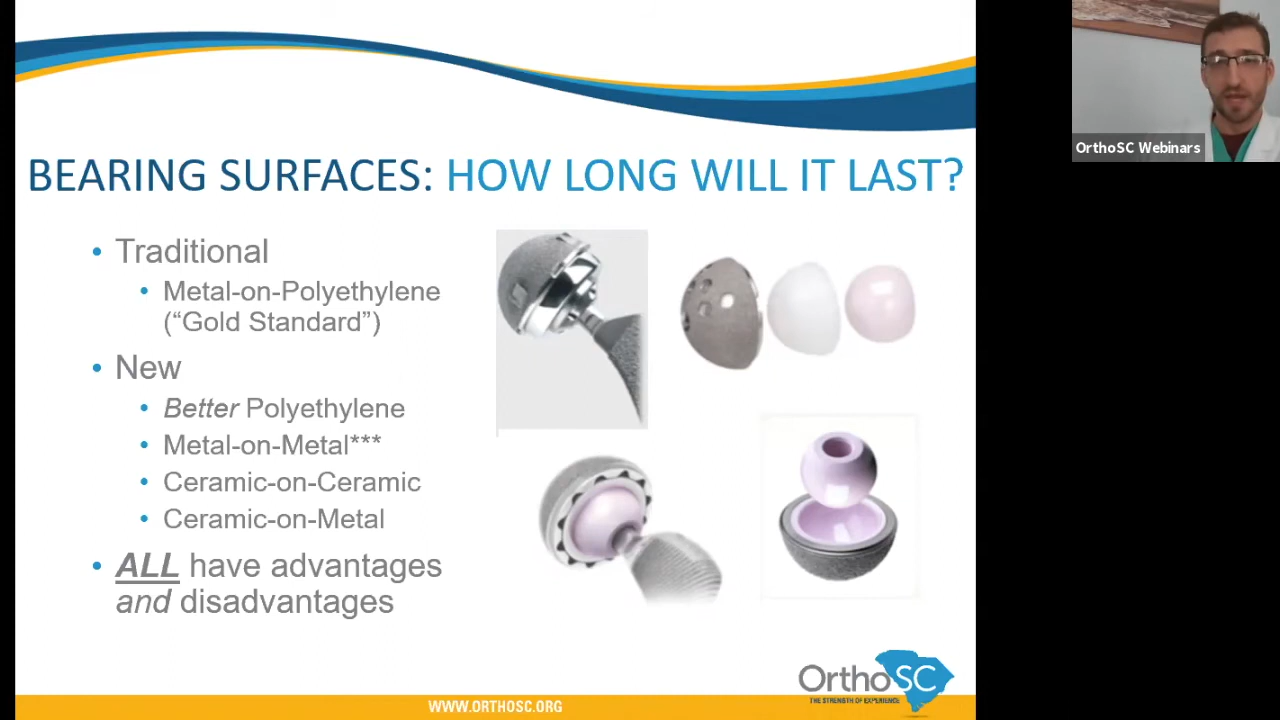 BEARING SURFACES: HOW LONG WILL IT LAST?
• Traditional
• Metal-on-Polyethylene
(“Gold Standard”)
• New
• Better Polyethylene
• Metal-on-Metal***
• Ceramic-on-Ceramic
• Ceramic-on-Metal
• ALL have advantages
and disadvantages
OrthoSC
THE STRENGTH OF EXPERIENCE
WWW.ORTHOSC.ORG
OrthoSC Webinars